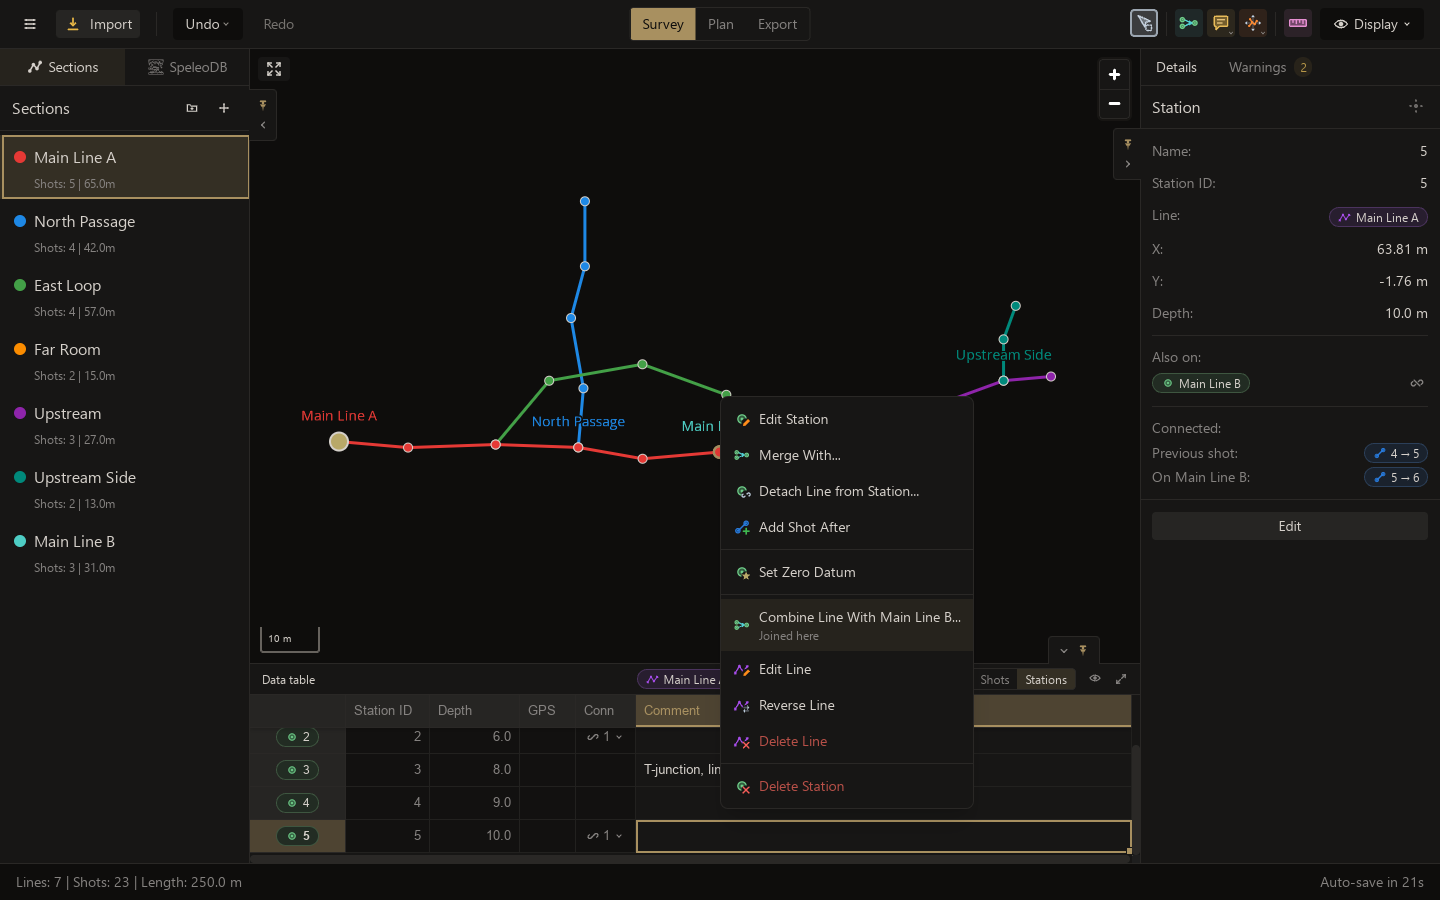 Import
Undo
Redo
Survey
Plan
Export
Display
Sections
SpeleoDB
Sections
Main Line A
Shots: 5 | 65.0m
North Passage
Shots: 4 | 42.0m
East Loop
Shots: 4 | 57.0m
Far Room
Shots: 2 | 15.0m
Upstream
Shots: 3 | 27.0m
Upstream Side
Shots: 2 | 13.0m
Main Line B
Shots: 3 | 31.0m
Main Line A
North Passage
Main
Upstream Side
10 m
Edit Station
Merge With...
Detach Line from Station...
Add Shot After
Set Zero Datum
Combine Line With Main Line B...
Joined here
Edit Line
Reverse Line
Delete Line
Delete Station
Data table
Main Line
Shots
Stations
Station ID
Depth
GPS
Conn
Comment
2 2 6.0 1
3 3 8.0 T-junction,
4 4 9.0
5 5 10.0 1
Details
Warnings 2
Station
Name: 5
Station ID: 5
Line: Main Line A
X: 63.81 m
Y: -1.76 m
Depth: 10.0 m
Also on:
Main Line B
Connected:
Previous shot: 4→5
On Main Line B: 5→6
Edit
Lines: 7 | Shots: 23 | Length: 250.0 m
Auto-save in 21s